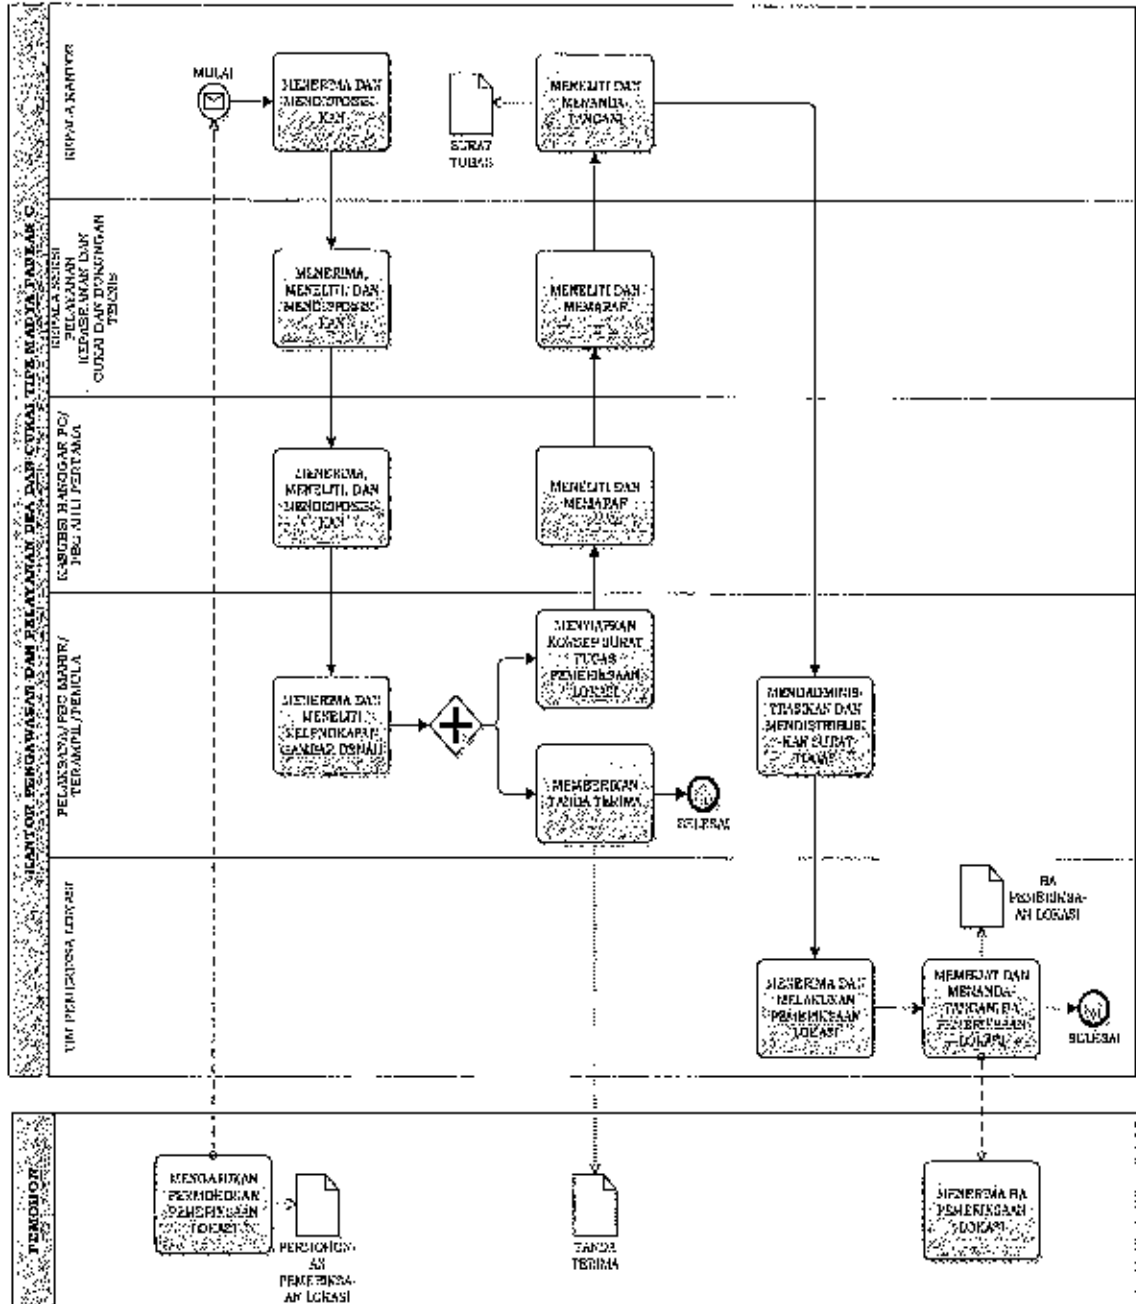 KANTOR PENGAWASAN DAN PELAYANAN BEA DAN CUKAI TIPE MADYA PABEAN C
KEPALA KANTOR
MULAI
MENERIMA DAN
MENDISPOSISI-
KAN
SURAT
TUGAS
MENELITI DAN
MENANDA-
TANGANI
KEPALA SEKSI
PELAYANAN
KEPABEANAN DAN
CUKAI DAN DUKUNGAN
TEKNIS
MENERIMA,
MENELITI, DAN
MENDISPOSISI-
KAN
MENELITI DAN
MEMARAF
KASUBSI HANGGAR PC/
PBC AHLI PERTAMA
MENERIMA,
MENELITI, DAN
MENDISPOSISI-
KAN
MENELITI DAN
MEMARAF
PELAKSANA/PBC MAHIR/
TERAMPIL/PEMULA
MENERIMA DAN
MENELITI
KELENGKAPAN
GAMBAR DENAH
MENYIAPKAN
KONSEP SURAT
TUGAS
PEMERIKSAAN
LOKASI
MEMBERIKAN
TANDA TERIMA
SELESAI
MENGADMINIS-
TRASIKAN DAN
MENDISTRIBUSI-
KAN SURAT
TUGAS
TIM PEMERIKSA LOKASI
MENERIMA DAN
MELAKUKAN
PEMERIKSAAN
LOKASI
BA
PEMERIKSA-
AN LOKASI
MEMBUAT DAN
MENANDA-
TANGANI BA
PEMERIKSAAN
LOKASI
SELESAI
PEMOHON
MENGAJUKAN
PERMOHONAN
PEMERIKSAAN
LOKASI
PERMOHON-
AN
PEMERIKSA-
AN LOKASI
TANDA
TERIMA
MENERIMA BA
PEMERIKSAAN
LOKASI